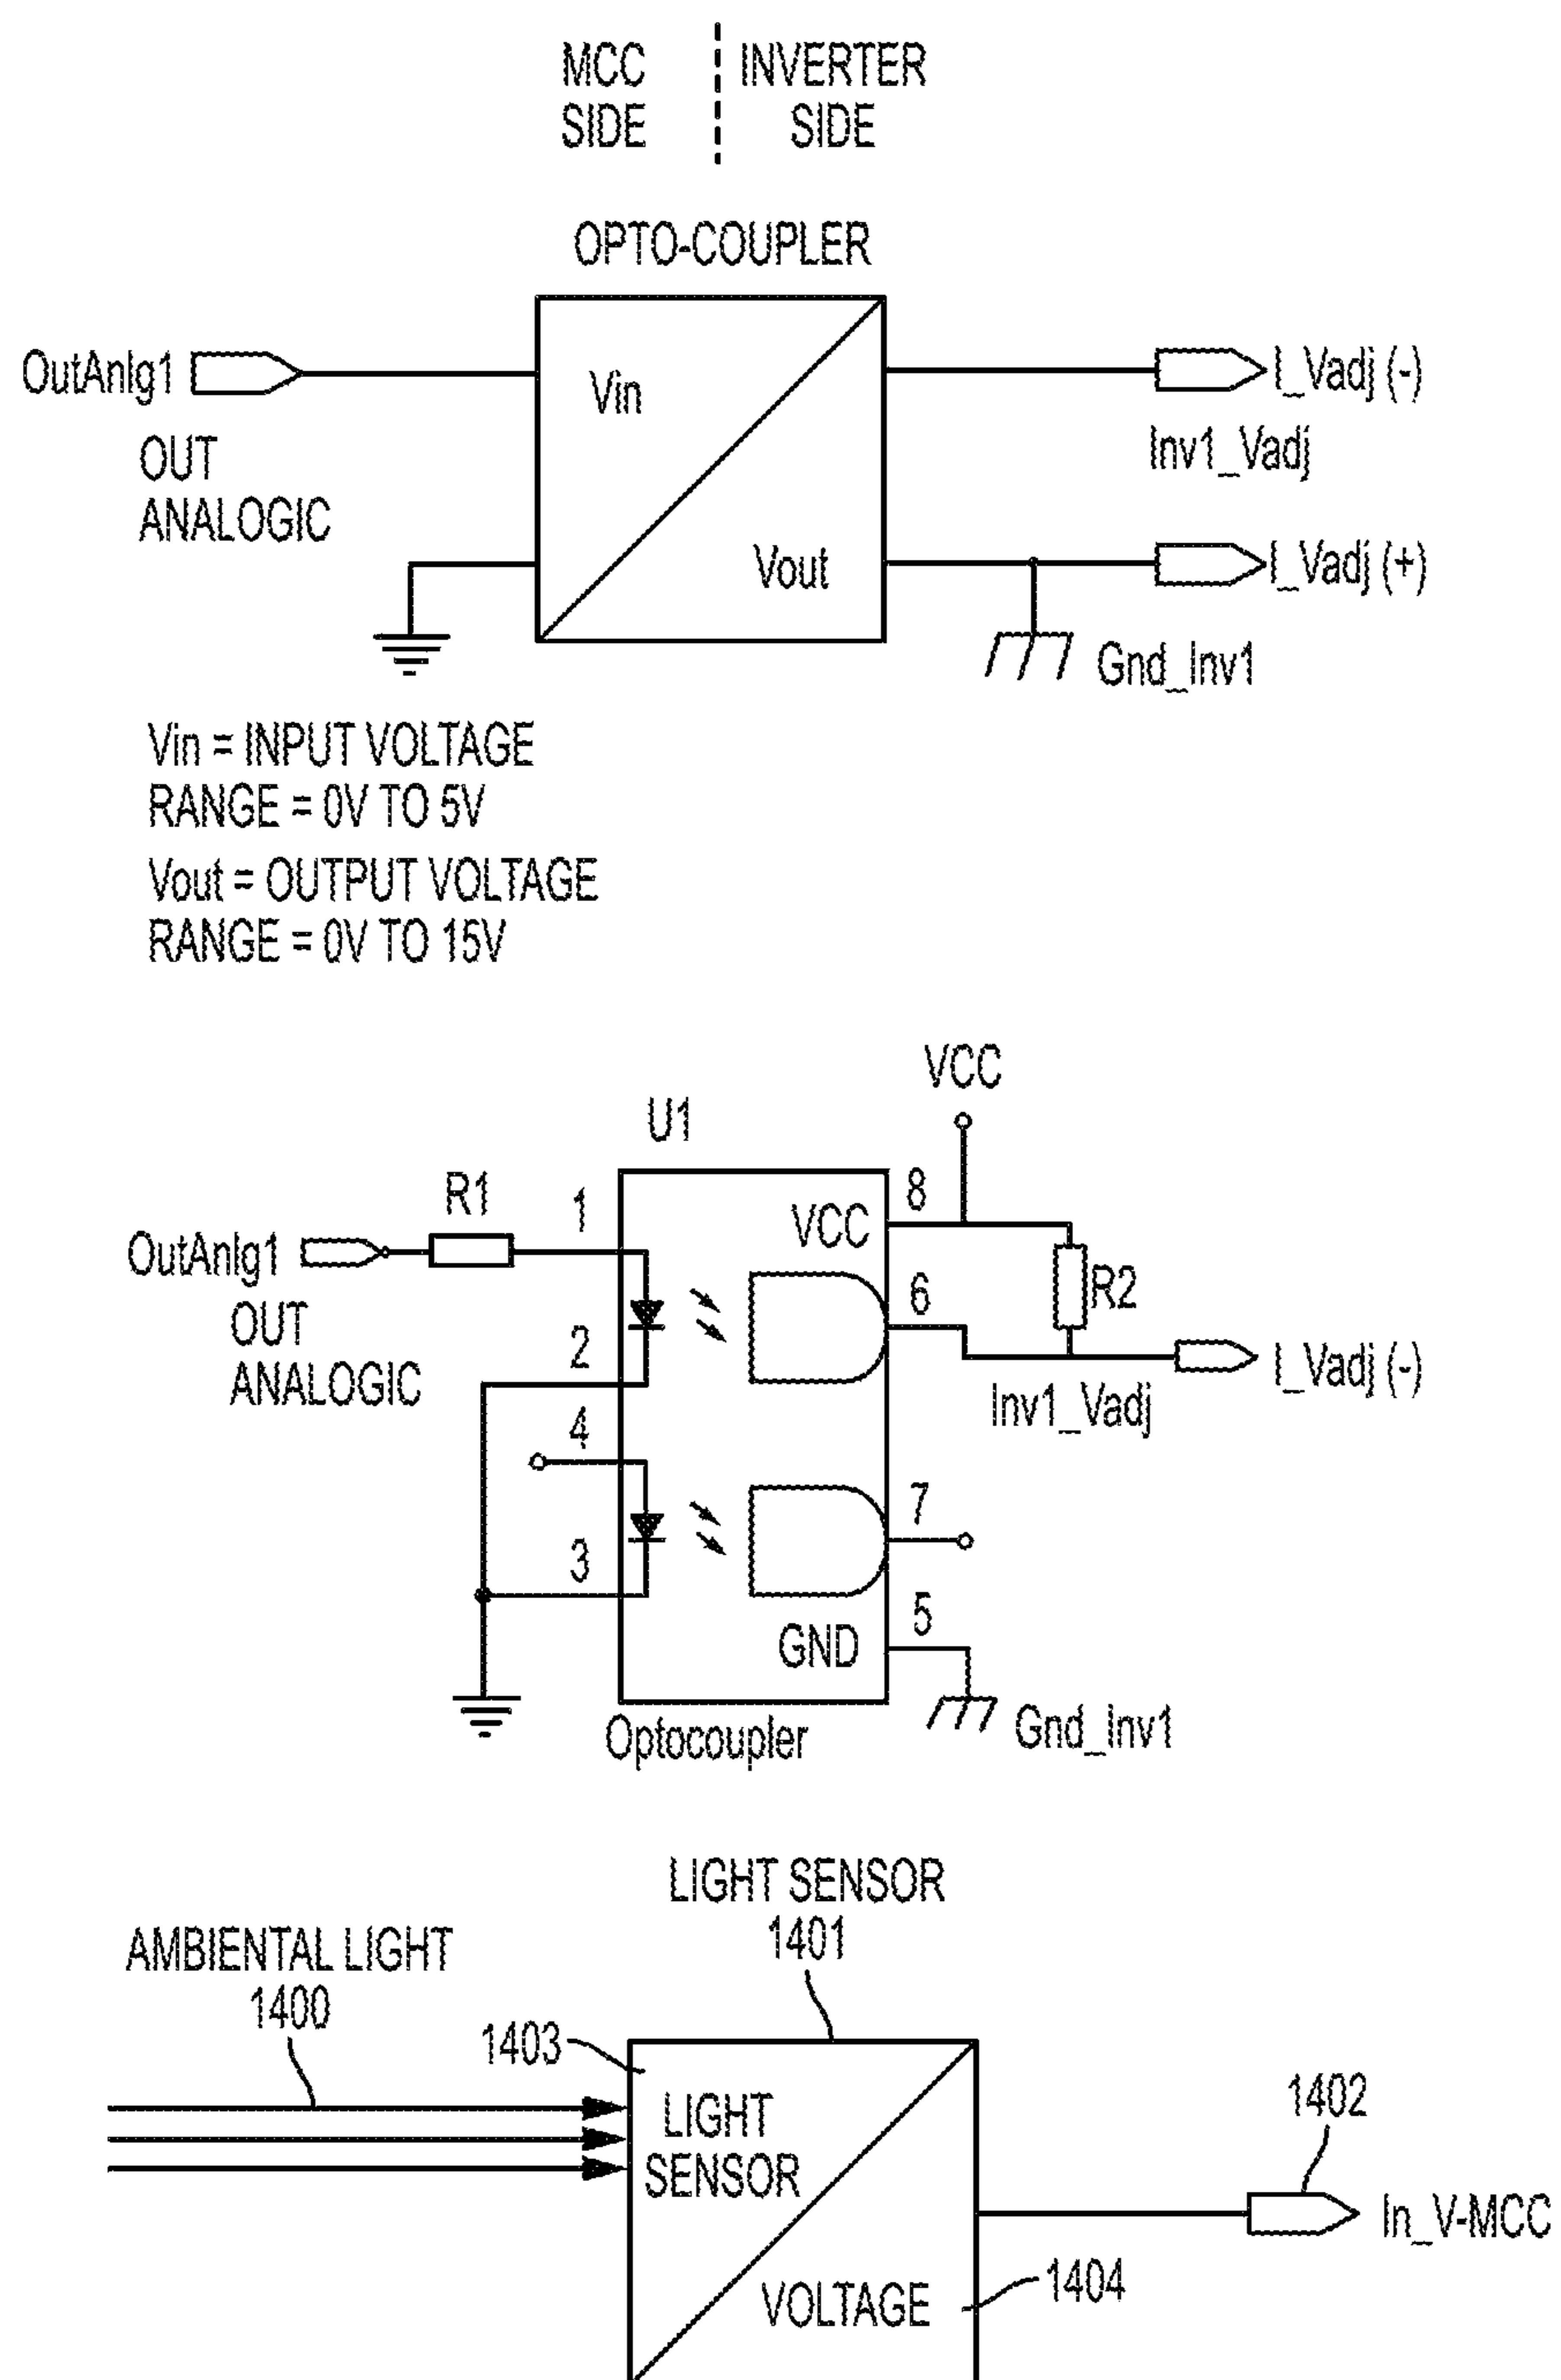 MCC SIDE
INVERTER SIDE
OPTO-COUPLER
OutAnlg1
OUT
ANALOGIC
Vin
Vout
I_Vadj (-)
Inv1_Vadj
I_Vadj (+)
Gnd_Inv1
Vin = INPUT VOLTAGE
RANGE = 0V TO 5V
Vout = OUTPUT VOLTAGE
RANGE = 0V TO 15V
VCC
U1
R1
1
8
VCC
OutAnlg1
OUT
ANALOGIC
6
R2
2
I_Vadj (-)
Inv1_Vadj
4
7
3
5
GND
Gnd_Inv1
Optocoupler
LIGHT SENSOR
1401
AMBIENTAL LIGHT
1400
1403
LIGHT
SENSOR
1402
In_V-MCC
VOLTAGE
1404